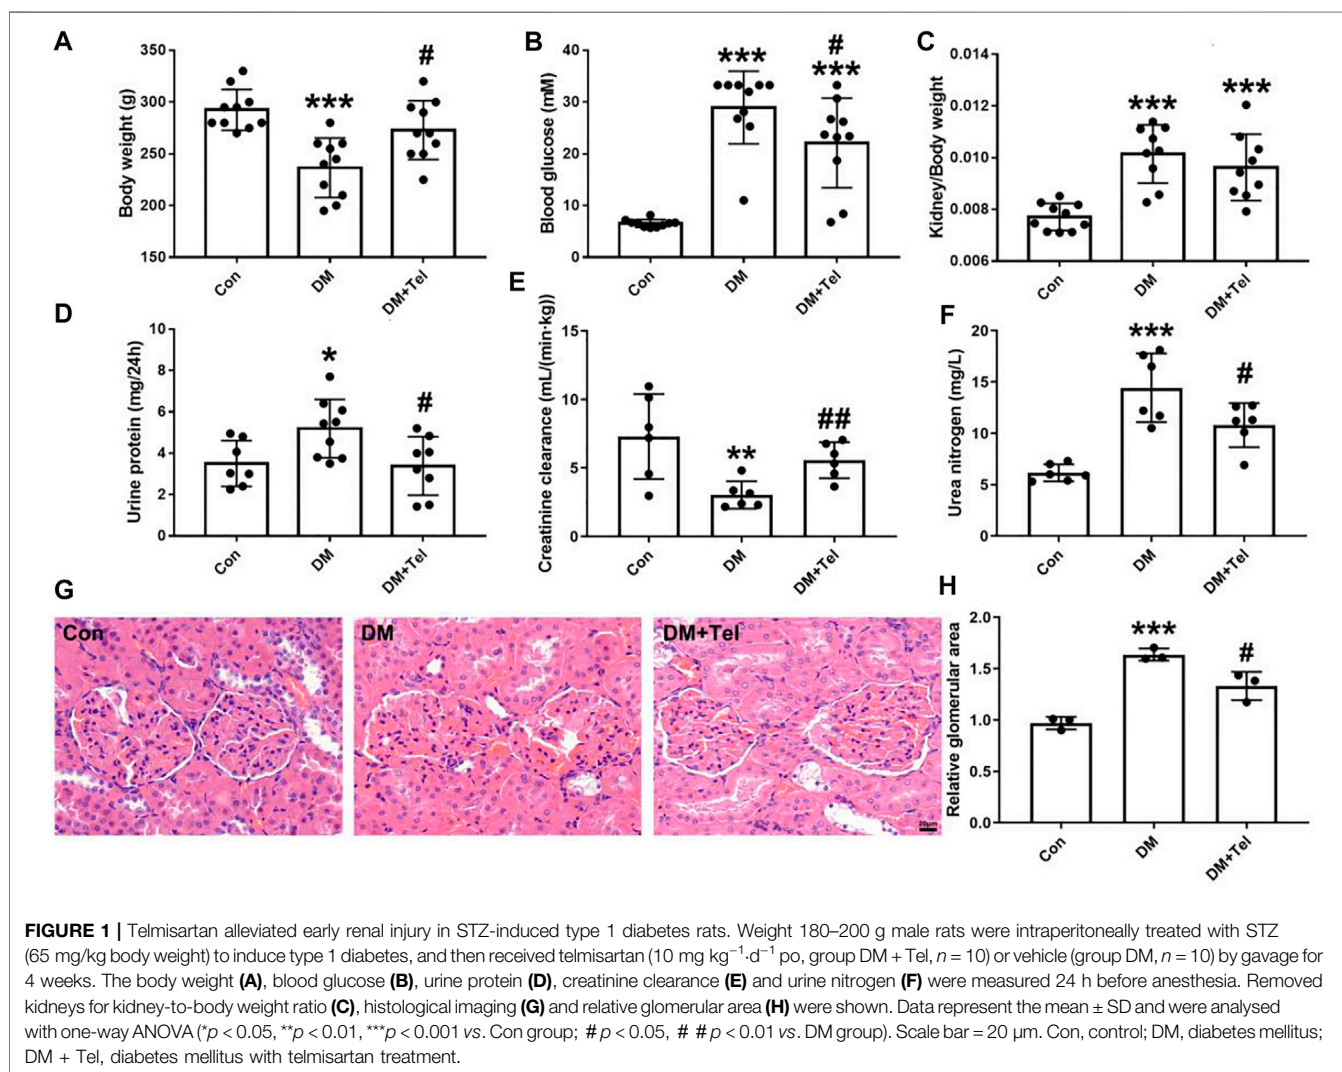 A
Body weight (g)
350
300
250
200
150
***
#
Con
DM
DM+Tel
B
Blood glucose (mM)
40
30
20
10
0
***
#
***
Con
DM
DM+Tel
C
Kidney/Body weight
0.014
0.012
0.010
0.008
0.006
***
***
Con
DM
DM+Tel
D
Urine protein (mg/24h)
10
8
6
4
2
0
*
#
Con
DM
DM+Tel
E
Creatinine clearance (mL/(min·kg))
15
10
5
0
**
##
Con
DM
DM+Tel
F
Urea nitrogen (mg/L)
20
15
10
5
0
***
#
Con
DM
DM+Tel
G
Con
DM
DM+Tel
20μm
H
Relative glomerular area
2.0
1.5
1.0
0.5
0.0
***
#
Con
DM
DM+Tel
FIGURE 1 | Telmisartan alleviated early renal injury in STZ-induced type 1 diabetes rats. Weight 180–200 g male rats were intraperitoneally treated with STZ
(65 mg/kg body weight) to induce type 1 diabetes, and then received telmisartan (10 mg kg⁻¹·d⁻¹ po, group DM + Tel, n = 10) or vehicle (group DM, n = 10) by gavage for
4 weeks. The body weight (A), blood glucose (B), urine protein (D), creatinine clearance (E) and urine nitrogen (F) were measured 24 h before anesthesia. Removed
kidneys for kidney-to-body weight ratio (C), histological imaging (G) and relative glomerular area (H) were shown. Data represent the mean ± SD and were analysed
with one-way ANOVA (*p < 0.05, **p < 0.01, ***p < 0.001 vs. Con group; # p < 0.05, # # p < 0.01 vs. DM group). Scale bar = 20 μm. Con, control; DM, diabetes mellitus;
DM + Tel, diabetes mellitus with telmisartan treatment.